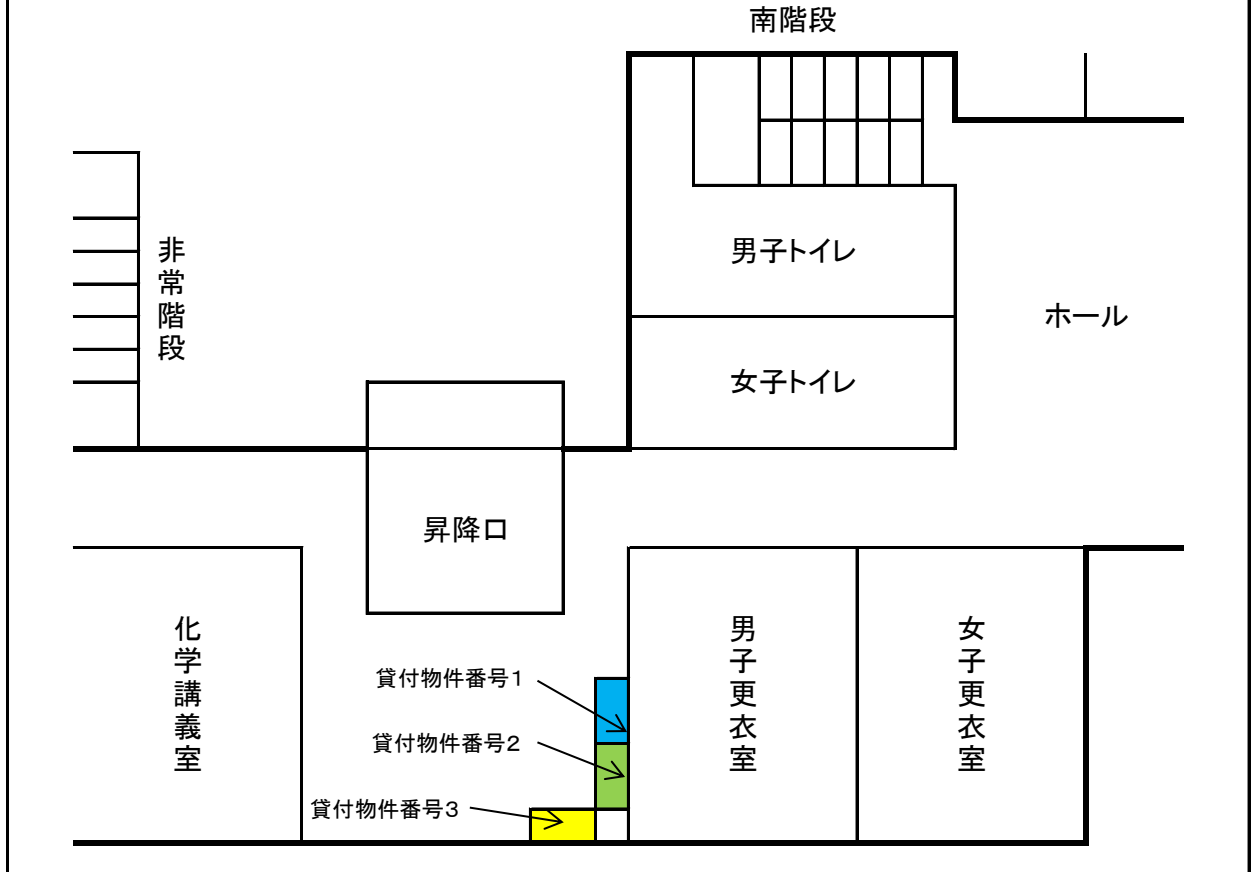 南階段
非常階段
男子トイレ
ホール
女子トイレ
昇降口
化学講義室
男子更衣室
女子更衣室
貸付物件番号1
貸付物件番号2
貸付物件番号3